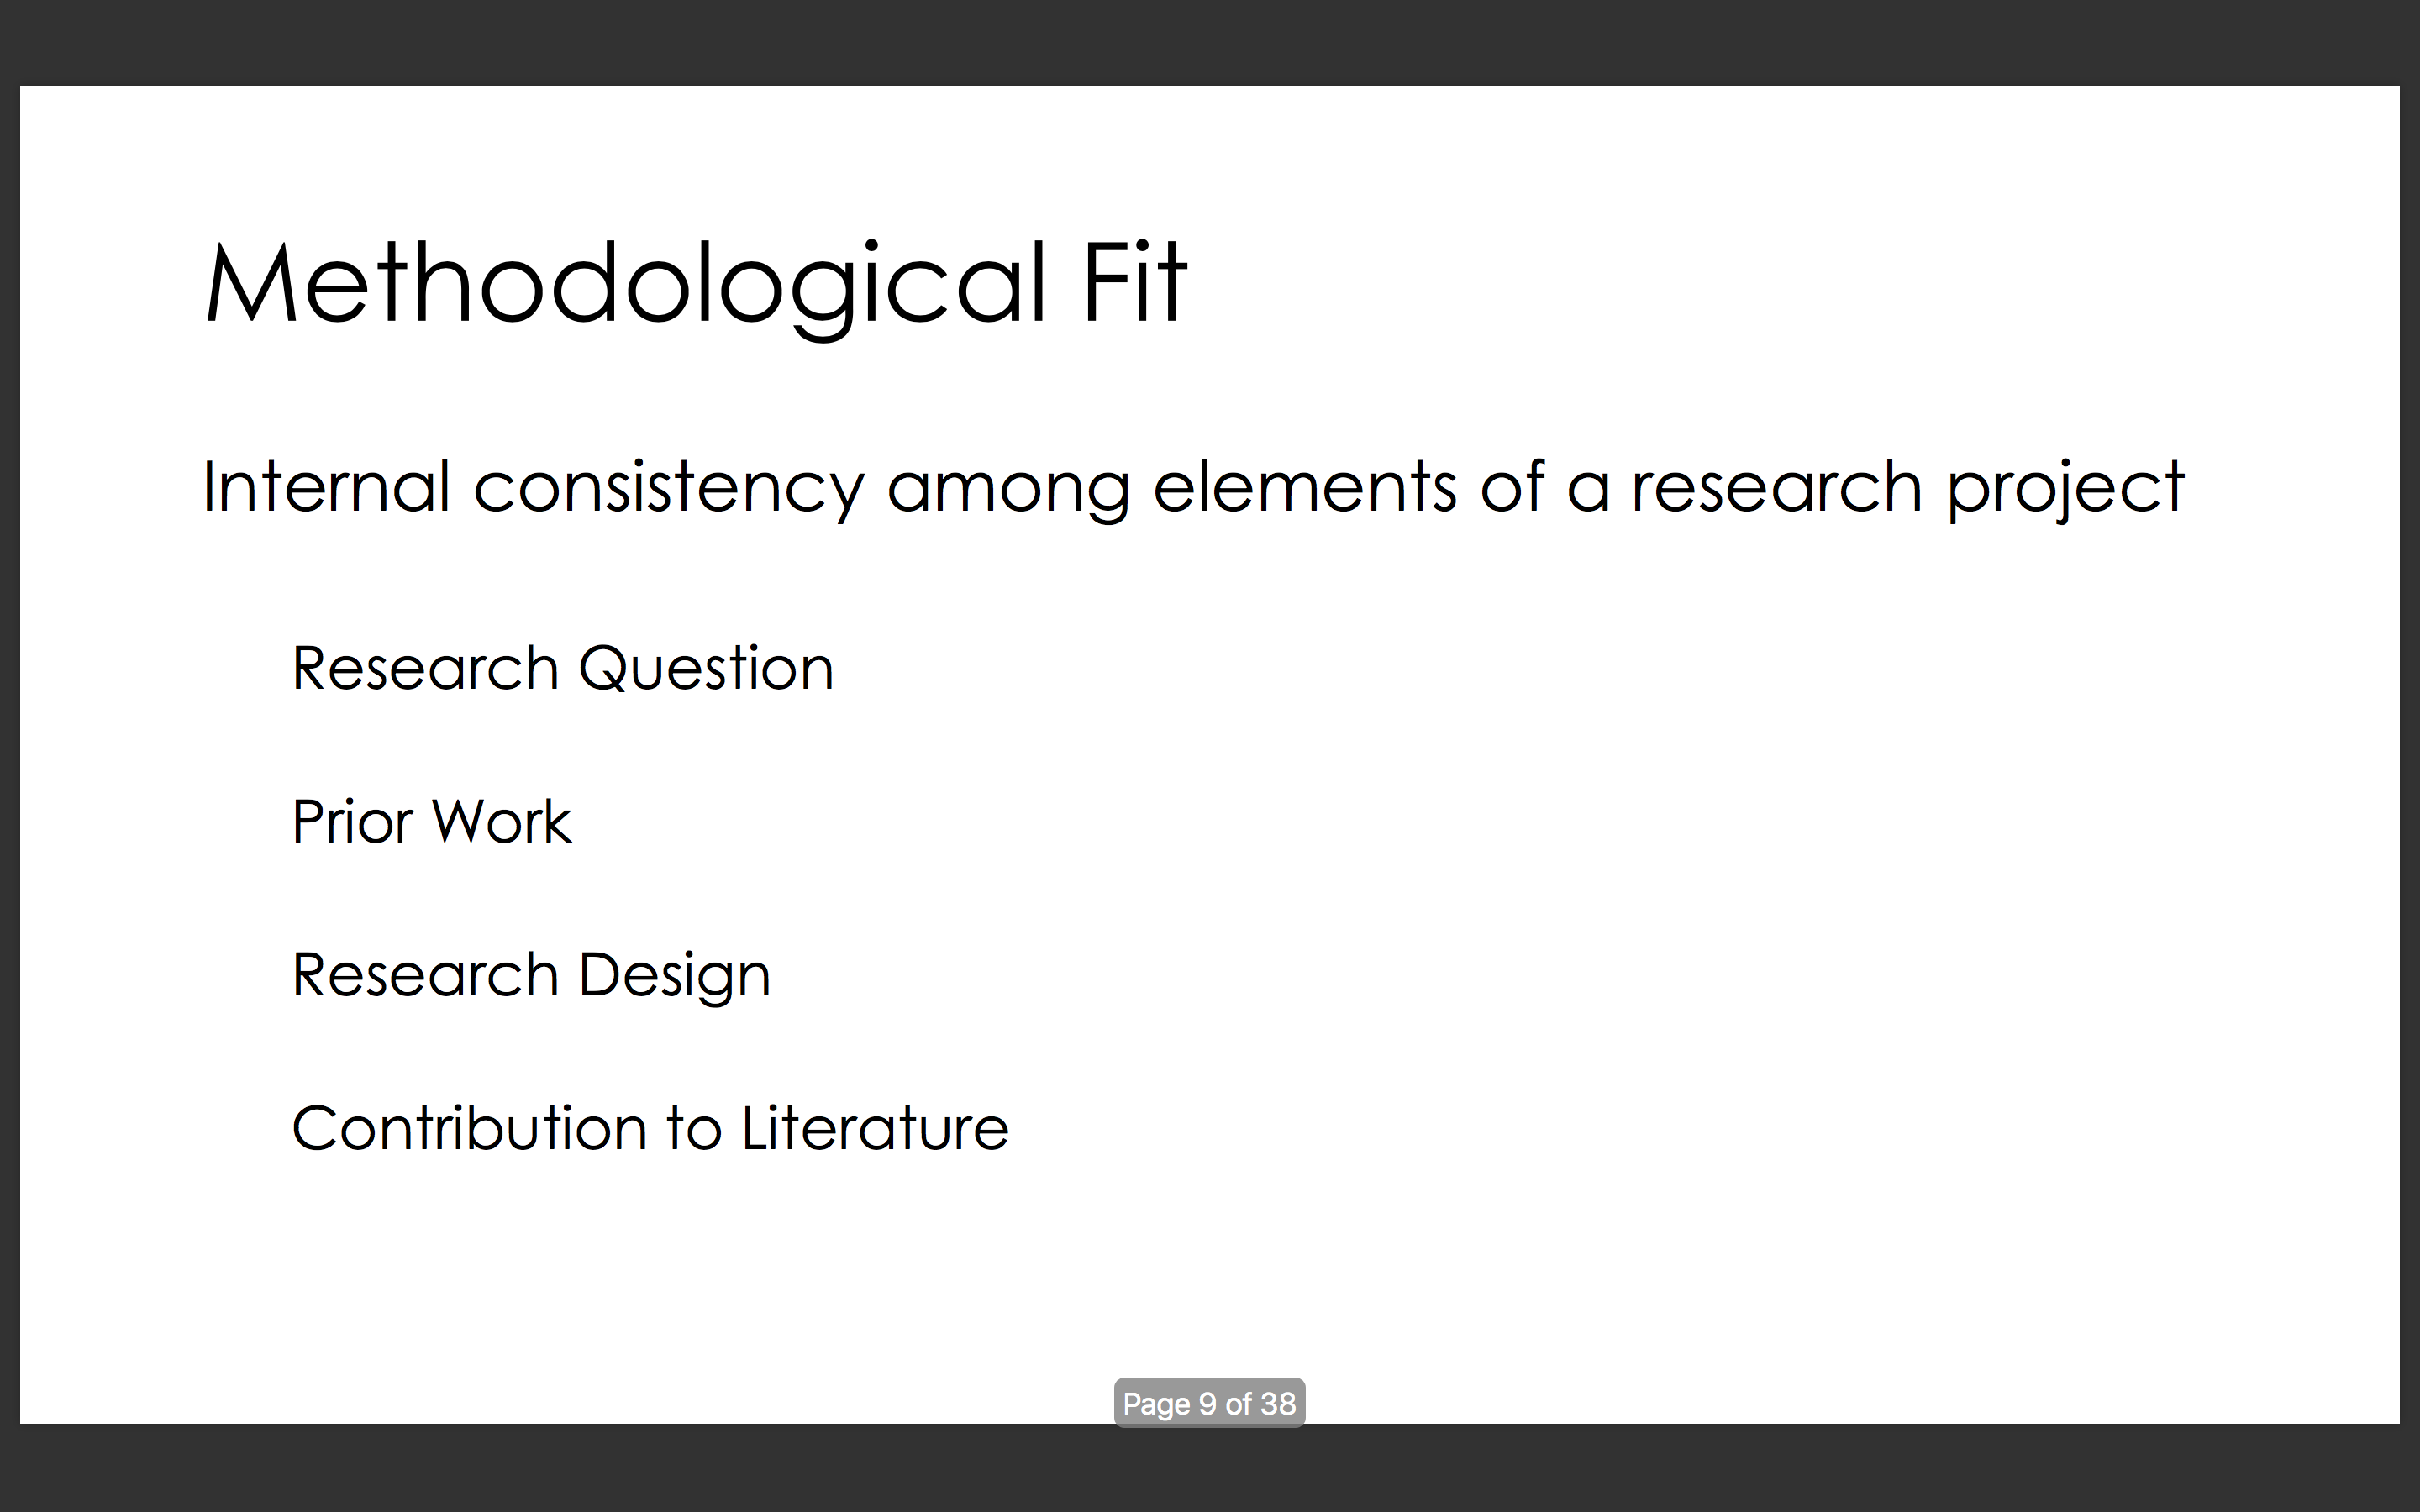 Methodological Fit
Internal consistency among elements of a research project
Research Question
Prior Work
Research Design
Contribution to Literature
Page 9 of 38